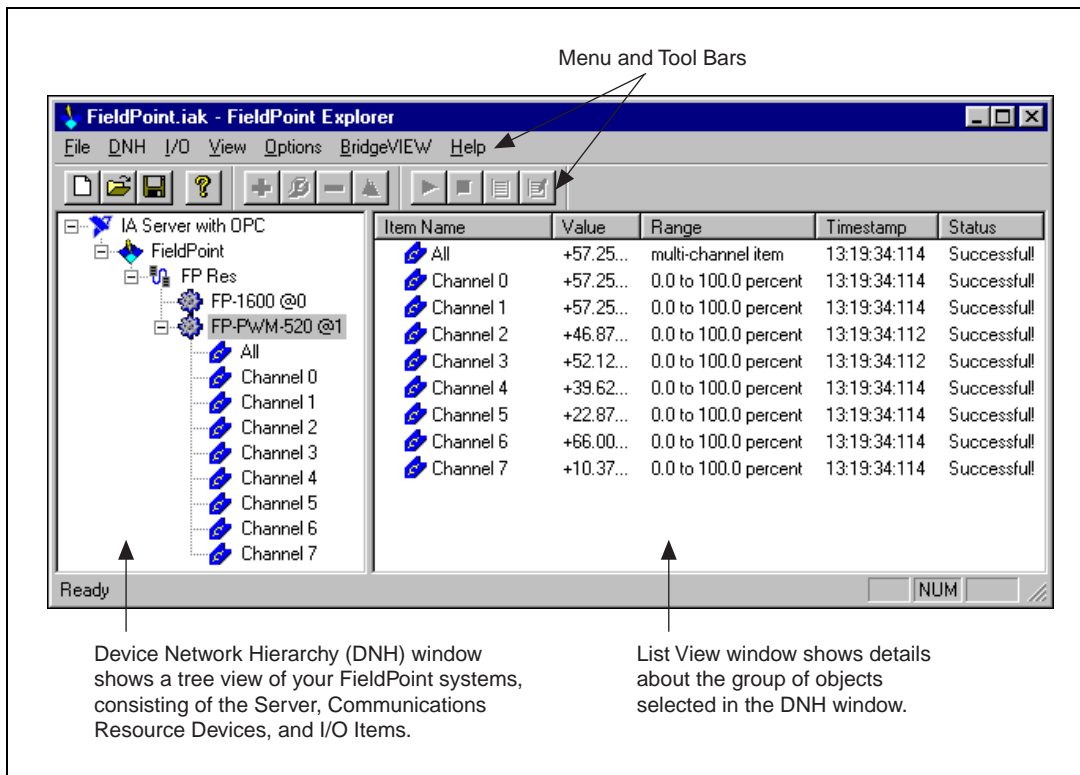 Menu and Tool Bars
FieldPoint.iak - FieldPoint Explorer
File DNH I/O View Options BridgeVIEW Help
IA Server with OPC
FieldPoint
FP Res
FP-1600 @0
FP-PWM-520 @1
All
Channel 0
Channel 1
Channel 2
Channel 3
Channel 4
Channel 5
Channel 6
Channel 7
Item Name Value Range Timestamp Status
All +57.25... multi-channel item 13:19:34:114 Successful!
Channel 0 +57.25... 0.0 to 100.0 percent 13:19:34:114 Successful!
Channel 1 +57.25... 0.0 to 100.0 percent 13:19:34:114 Successful!
Channel 2 +46.87... 0.0 to 100.0 percent 13:19:34:112 Successful!
Channel 3 +52.12... 0.0 to 100.0 percent 13:19:34:112 Successful!
Channel 4 +39.62... 0.0 to 100.0 percent 13:19:34:114 Successful!
Channel 5 +22.87... 0.0 to 100.0 percent 13:19:34:114 Successful!
Channel 6 +66.00... 0.0 to 100.0 percent 13:19:34:114 Successful!
Channel 7 +10.37... 0.0 to 100.0 percent 13:19:34:114 Successful!
Ready NUM
Device Network Hierarchy (DNH) window
shows a tree view of your FieldPoint systems,
consisting of the Server, Communications
Resource Devices, and I/O Items.
List View window shows details
about the group of objects
selected in the DNH window.